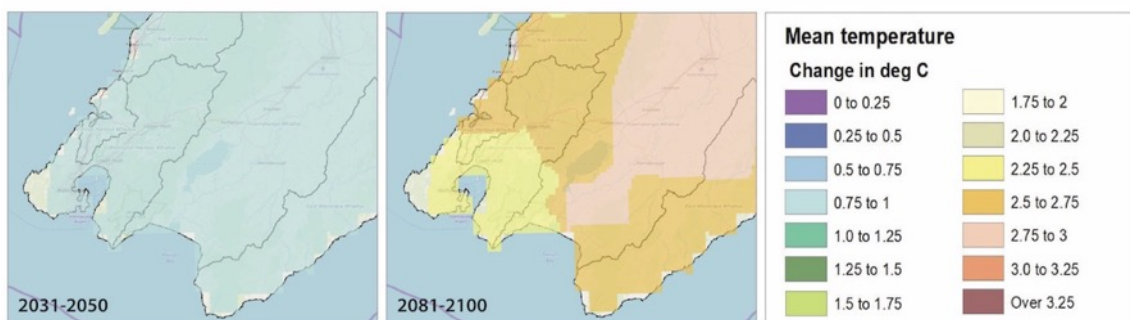 2031-2050
2081-2100
Mean temperature
Change in deg C
0 to 0.25
0.25 to 0.5
0.5 to 0.75
0.75 to 1
1.0 to 1.25
1.25 to 1.5
1.5 to 1.75
1.75 to 2
2.0 to 2.25
2.25 to 2.5
2.5 to 2.75
2.75 to 3
3.0 to 3.25
Over 3.25